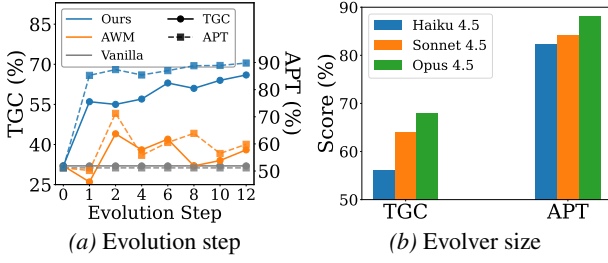 Ours
AWM
Vanilla
TGC
APT
TGC (%)
85
70
55
40
25
APT (%)
90
80
70
60
50
0 1 2 4 6 8 10 12
Evolution Step
(a) Evolution step
Haiku 4.5
Sonnet 4.5
Opus 4.5
Score (%)
90
80
70
60
50
TGC APT
(b) Evolver size